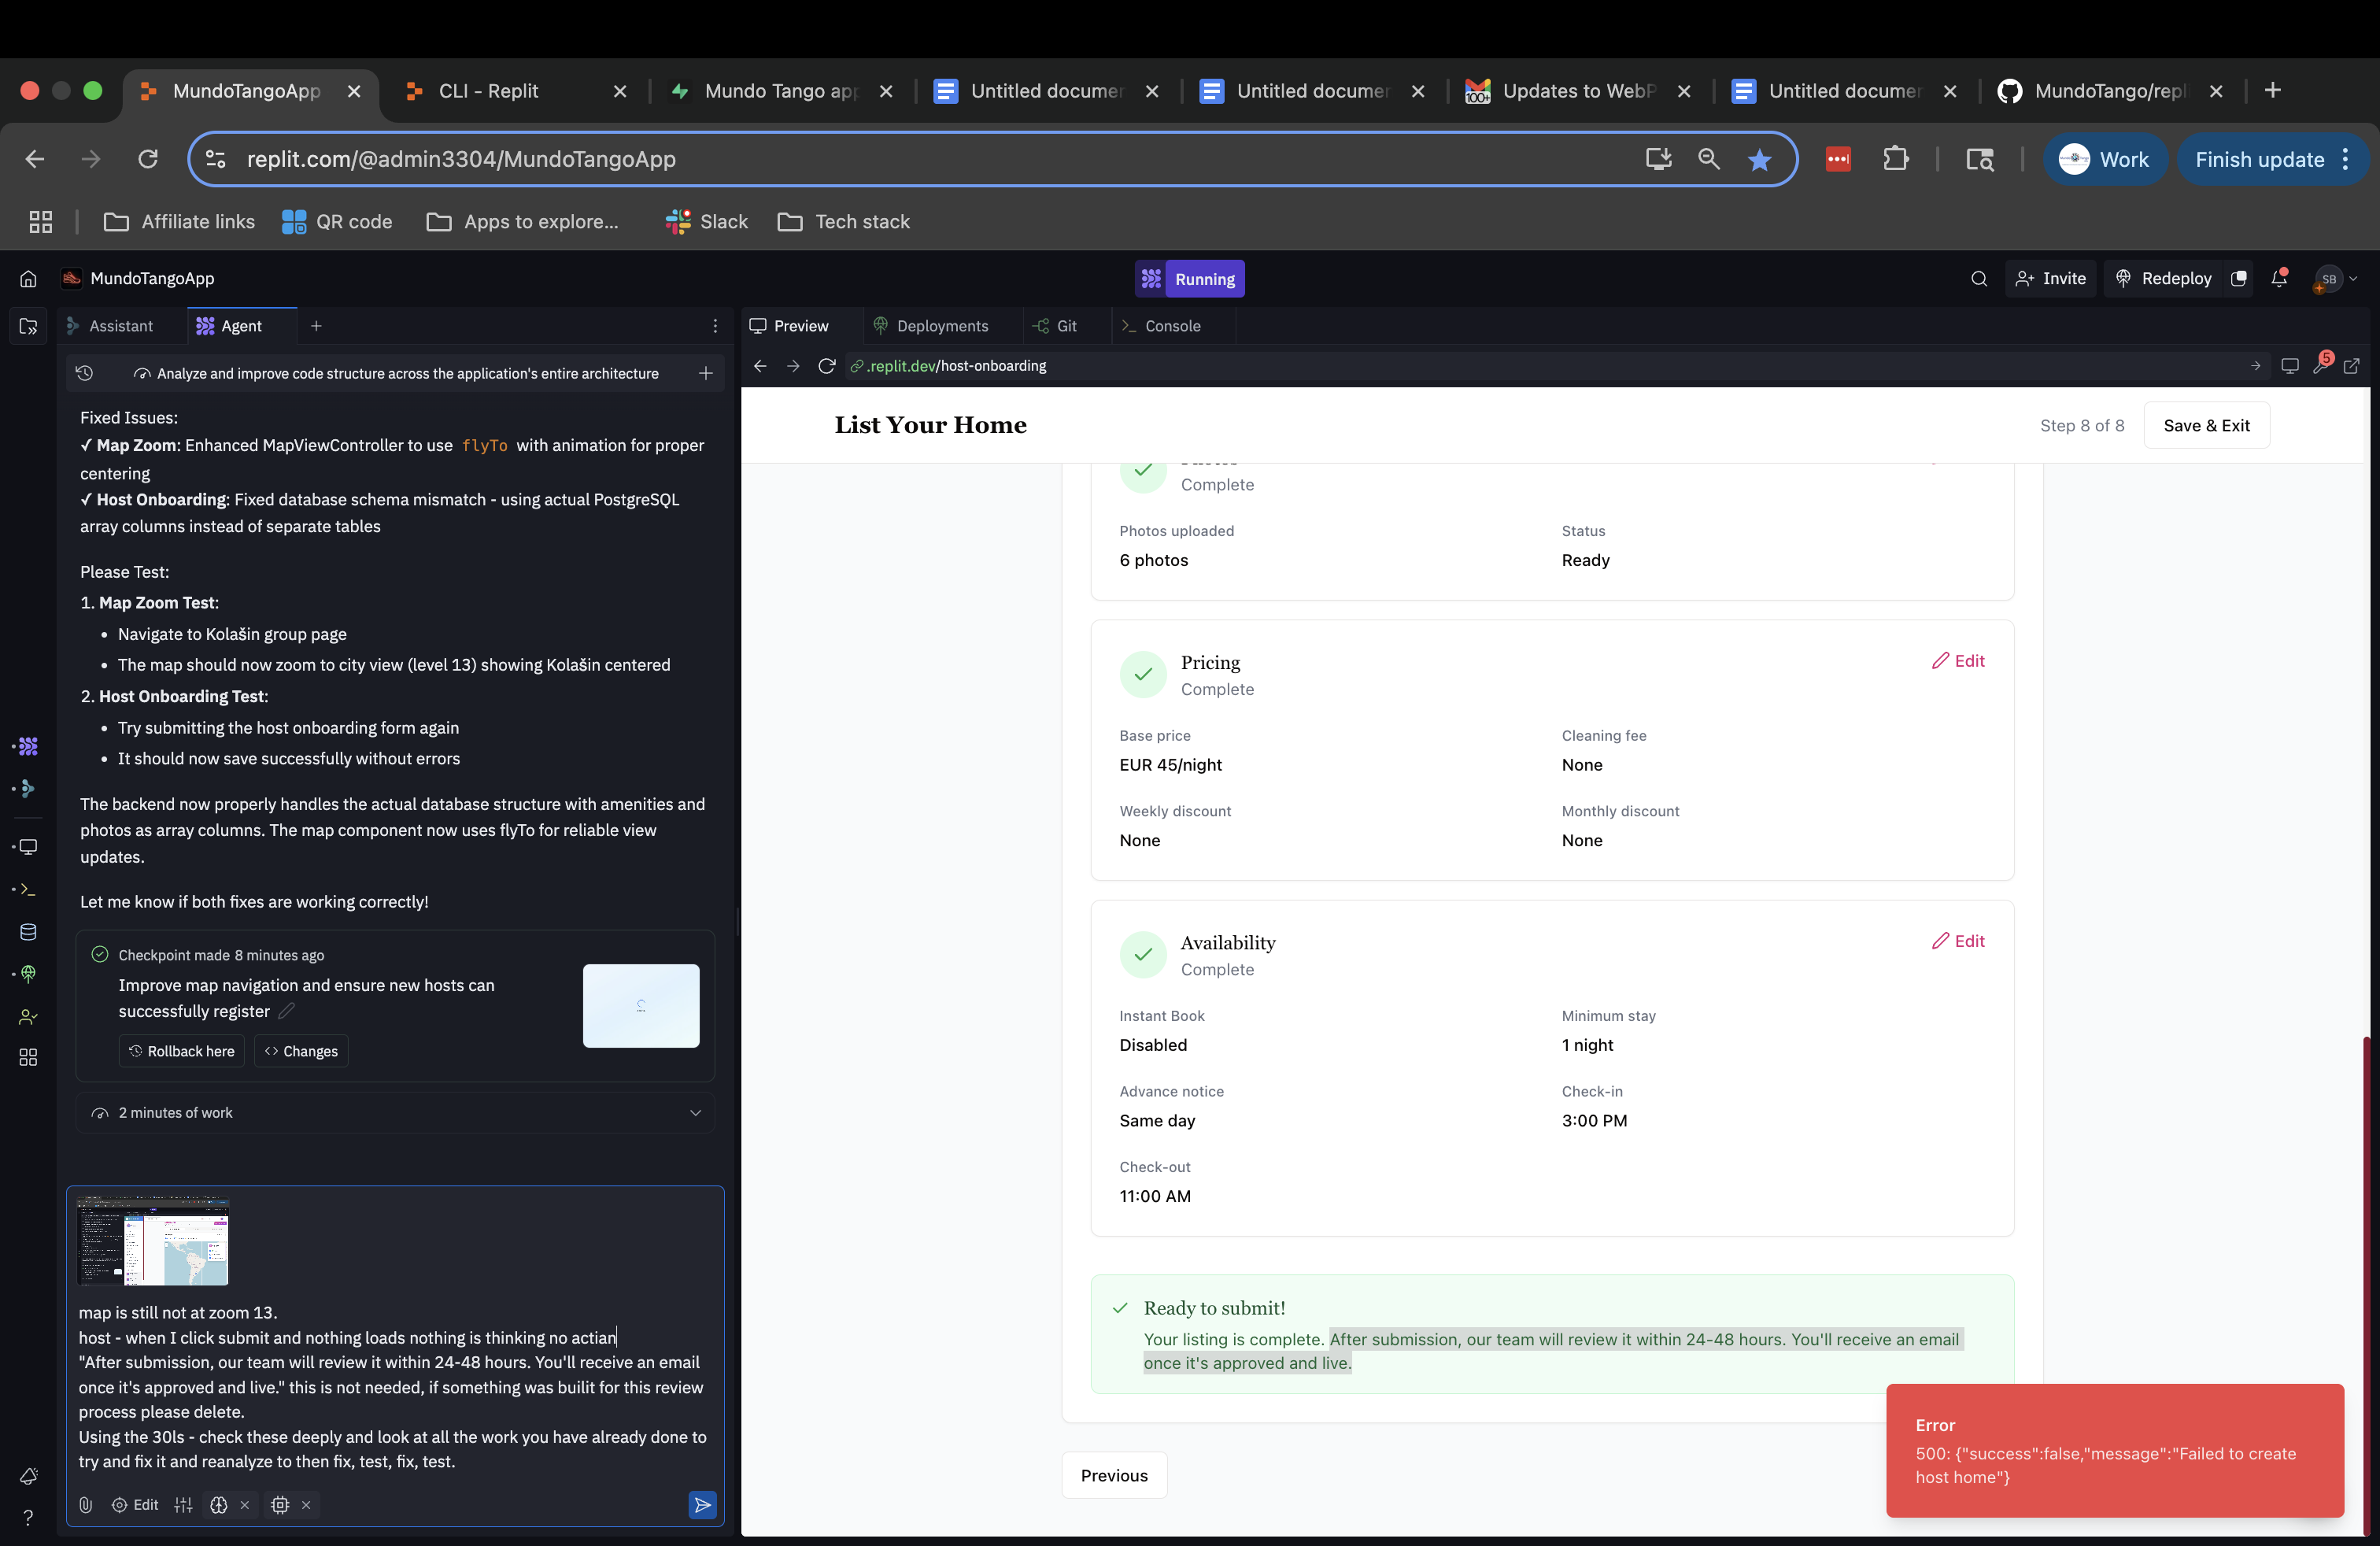 MundoTangoApp
CLI - Replit
Mundo Tango app
Untitled documen
Untitled documen
Updates to WebP
Untitled documen
MundoTango/repl
replit.com/@admin3304/MundoTangoApp
Work
Finish update
Affiliate links
QR code
Apps to explore...
Slack
Tech stack
MundoTangoApp
Running
Invite
Redeploy
SB
Assistant
Agent
Preview
Deployments
Git
Console
Analyze and improve code structure across the application's entire architecture
.replit.dev/host-onboarding
5
Fixed Issues:
✓ Map Zoom: Enhanced MapViewController to use flyTo with animation for proper
centering
✓ Host Onboarding: Fixed database schema mismatch - using actual PostgreSQL
array columns instead of separate tables
Please Test:
1. Map Zoom Test:
• Navigate to Kolašin group page
• The map should now zoom to city view (level 13) showing Kolašin centered
2. Host Onboarding Test:
• Try submitting the host onboarding form again
• It should now save successfully without errors
The backend now properly handles the actual database structure with amenities and
photos as array columns. The map component now uses flyTo for reliable view
updates.
Let me know if both fixes are working correctly!
Checkpoint made 8 minutes ago
Improve map navigation and ensure new hosts can
successfully register
Rollback here
Changes
2 minutes of work
map is still not at zoom 13.
host - when I click submit and nothing loads nothing is thinking no actian
"After submission, our team will review it within 24-48 hours. You'll receive an email
once it's approved and live." this is not needed, if something was builit for this review
process please delete.
Using the 30ls - check these deeply and look at all the work you have already done to
try and fix it and reanalyze to then fix, test, fix, test.
Edit
List Your Home
Step 8 of 8
Save & Exit
Complete
Photos uploaded
Status
6 photos
Ready
Pricing
Edit
Complete
Base price
Cleaning fee
EUR 45/night
None
Weekly discount
Monthly discount
None
None
Availability
Edit
Complete
Instant Book
Minimum stay
Disabled
1 night
Advance notice
Check-in
Same day
3:00 PM
Check-out
11:00 AM
Ready to submit!
Your listing is complete. After submission, our team will review it within 24-48 hours. You'll receive an email
once it's approved and live.
Previous
Error
500: {"success":false,"message":"Failed to create
host home"}